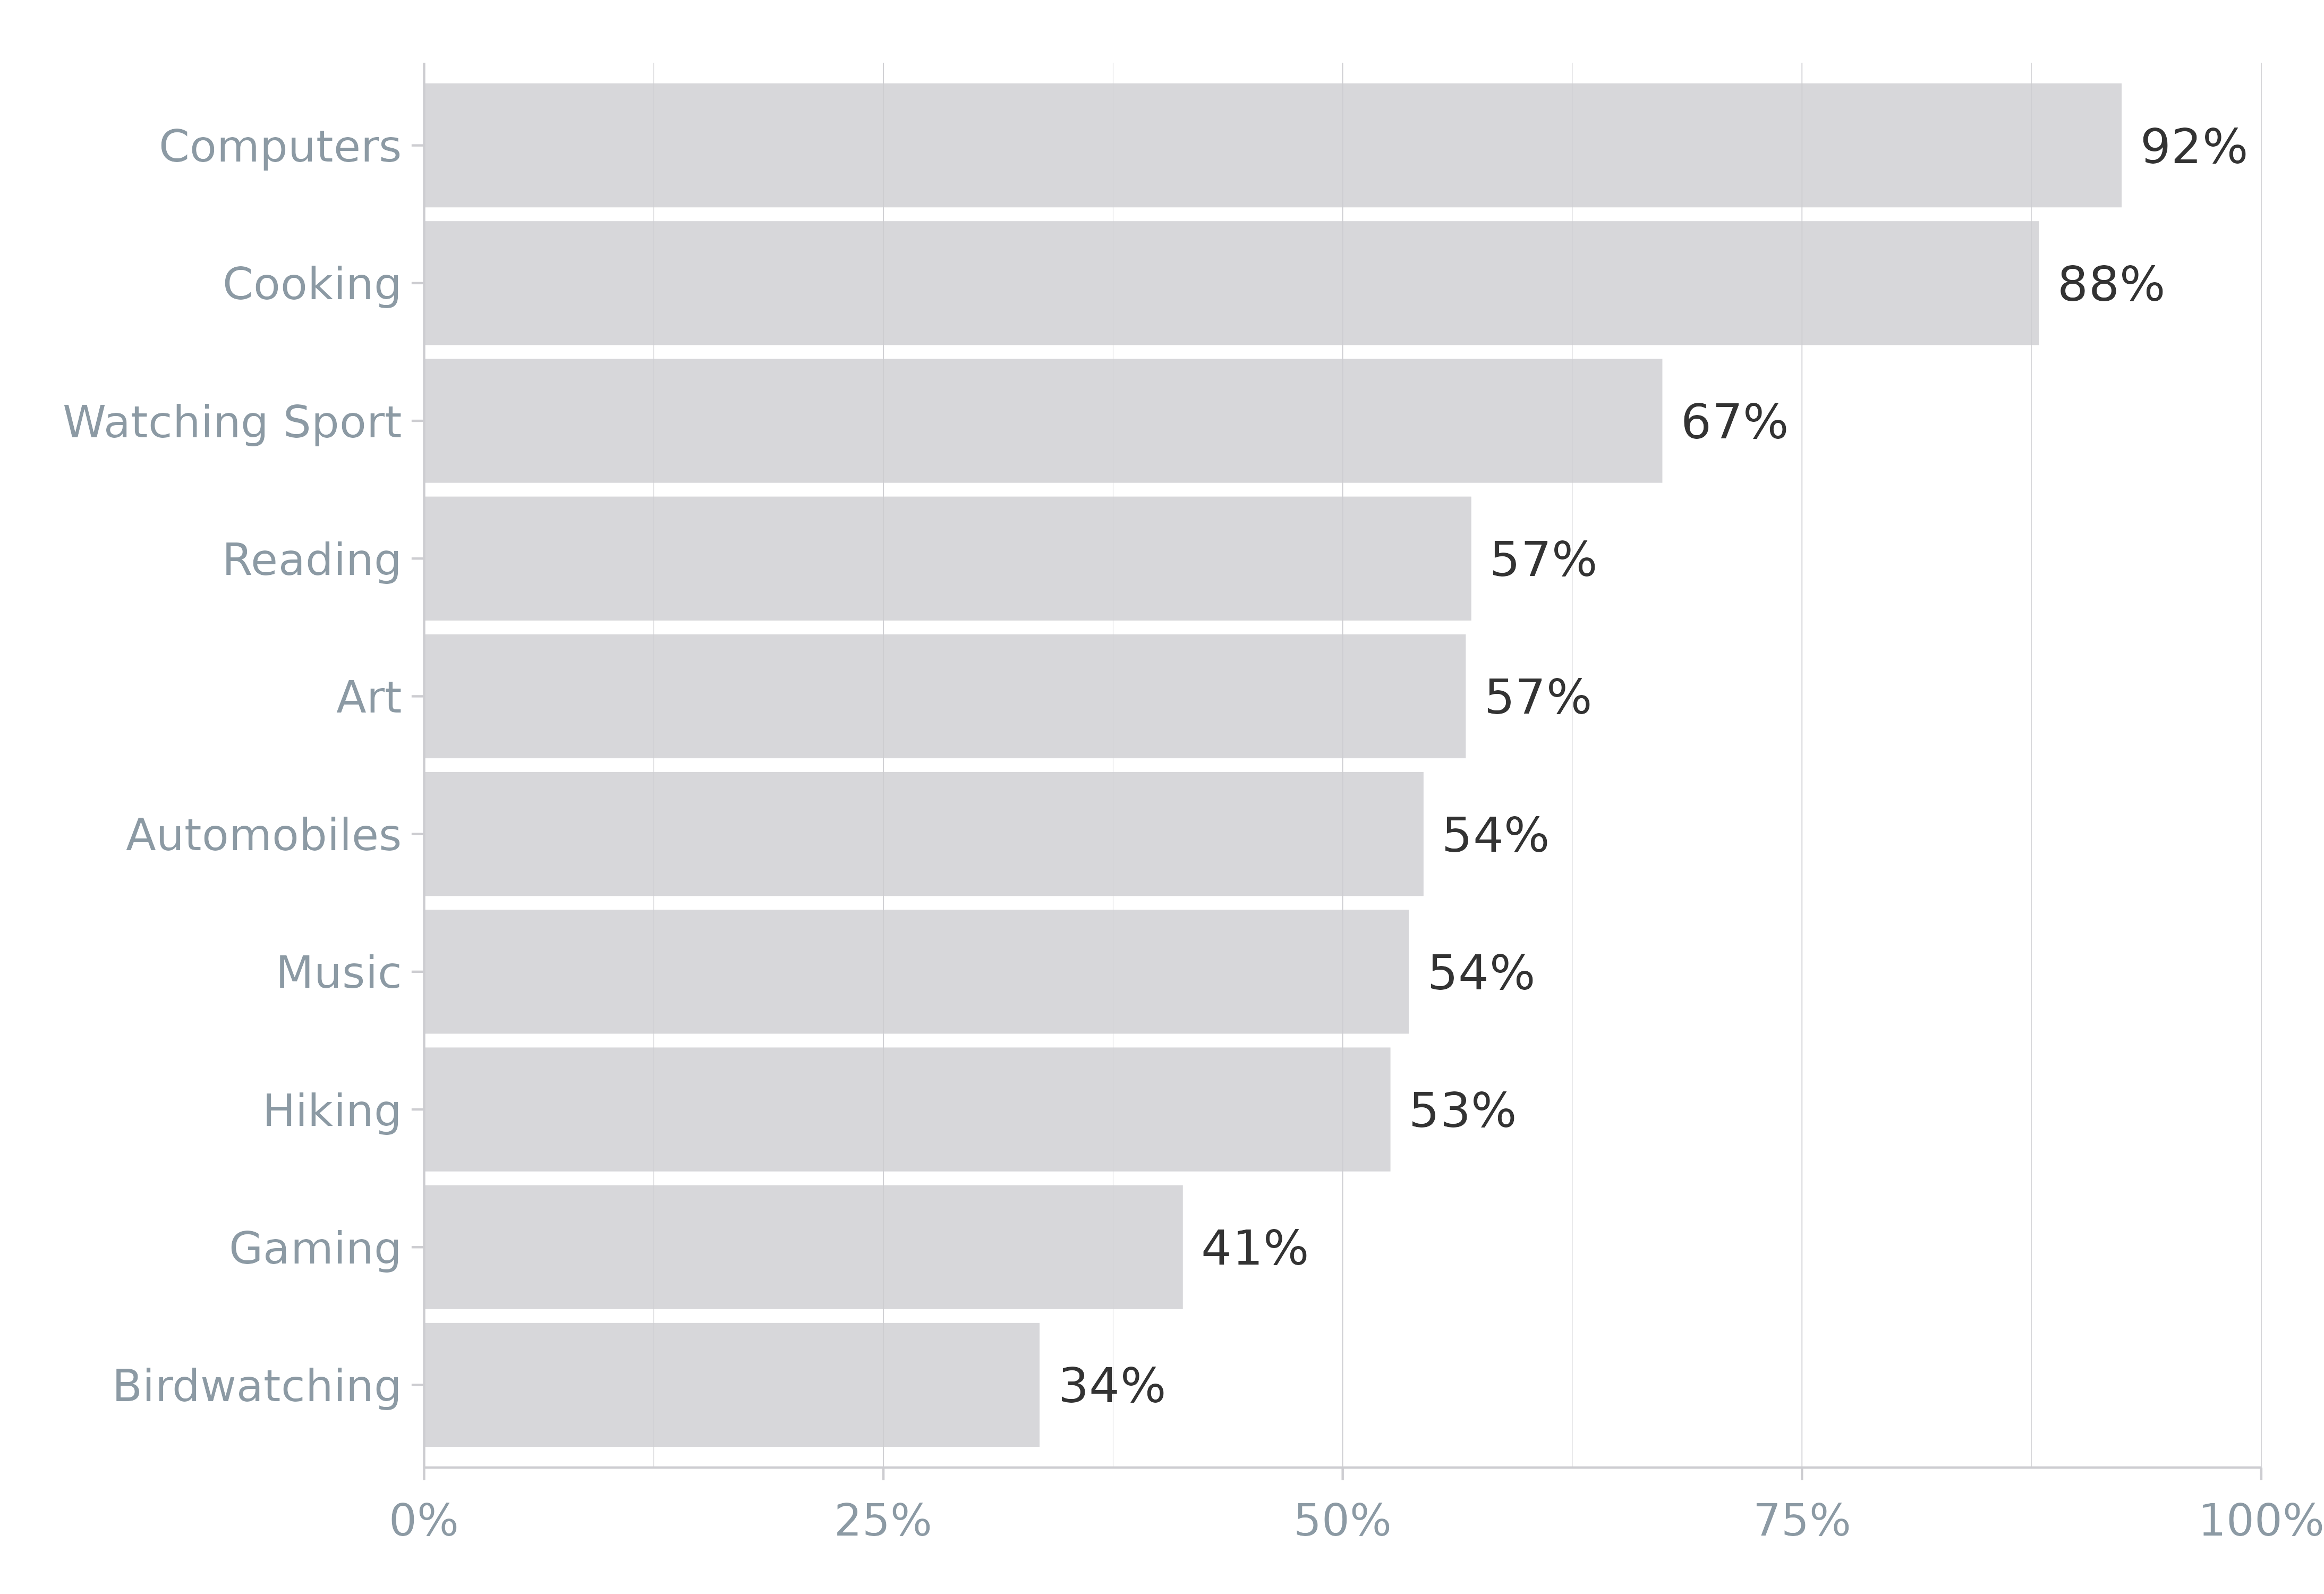 Computers 92%
Cooking 88%
Watching Sport 67%
Reading 57%
Art 57%
Automobiles 54%
Music 54%
Hiking 53%
Gaming 41%
Birdwatching 34%
0% 25% 50% 75% 100%